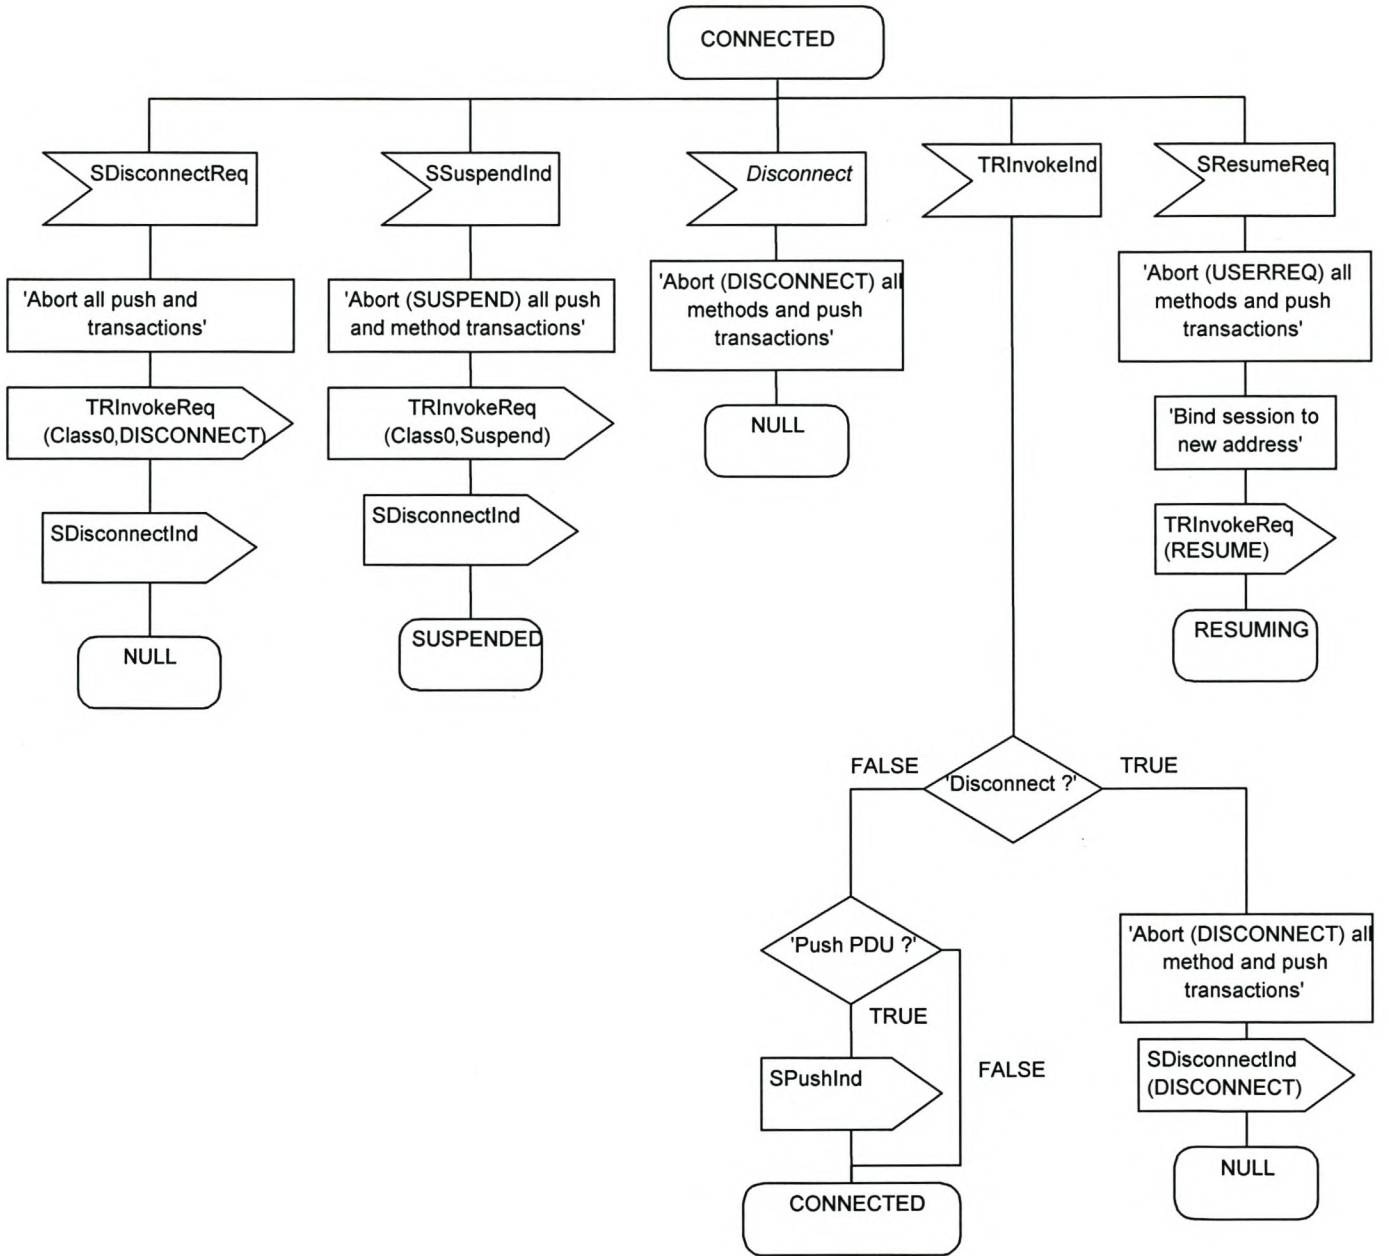 CONNECTED
SDisconnectReq
SSuspendInd
Disconnect
TRInvokeInd
SResumeReq
'Abort all push and
transactions'
'Abort (SUSPEND) all push
and method transactions'
'Abort (DISCONNECT) all
methods and push
transactions'
'Abort (USERREQ) all
methods and push
transactions'
TRInvokeReq
(Class0,DISCONNECT)
TRInvokeReq
(Class0,Suspend)
NULL
'Bind session to
new address'
SDisconnectInd
SDisconnectInd
TRInvokeReq
(RESUME)
NULL
SUSPENDED
RESUMING
FALSE
'Disconnect ?'
TRUE
'Push PDU ?'
TRUE
FALSE
'Abort (DISCONNECT) all
method and push
transactions'
SPushInd
SDisconnectInd
(DISCONNECT)
CONNECTED
NULL